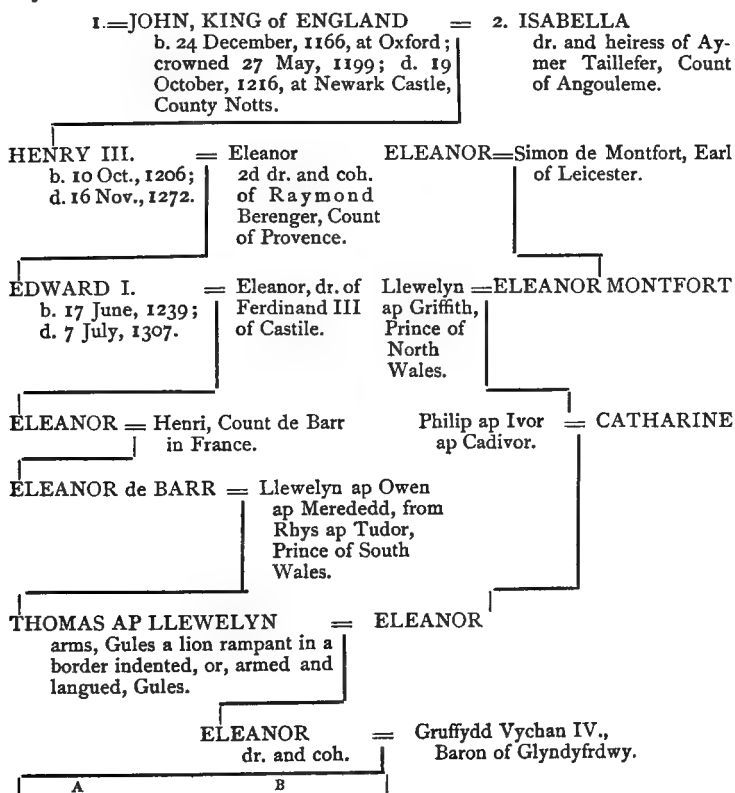 1.=JOHN, KING of ENGLAND = 2. ISABELLA
b. 24 December, 1166, at Oxford; dr. and heiress of Ay-
crowned 27 May, 1199; d. 19 mer Taillefer, Count
October, 1216, at Newark Castle, of Angouleme.
County Notts.
HENRY III. = Eleanor ELEANOR=Simon de Montfort, Earl
b. 10 Oct., 1206; 2d dr. and coh. of Leicester.
d. 16 Nov., 1272. of Raymond
Berenger, Count
of Provence.
EDWARD I. = Eleanor, dr. of Llewelyn =ELEANOR MONTFORT
b. 17 June, 1239; Ferdinand III ap Griffith,
d. 7 July, 1307. of Castile. Prince of
North
Wales.
ELEANOR = Henri, Count de Barr Philip ap Ivor = CATHARINE
in France. ap Cadivor.
ELEANOR de BARR = Llewelyn ap Owen
ap Merededd, from
Rhys ap Tudor,
Prince of South
Wales.
THOMAS AP LLEWELYN = ELEANOR
arms, Gules a lion rampant in a
border indented, or, armed and
langued, Gules.
ELEANOR = Gruffydd Vychan IV.,
dr. and coh. Baron of Glyndyfrdwy.
A B